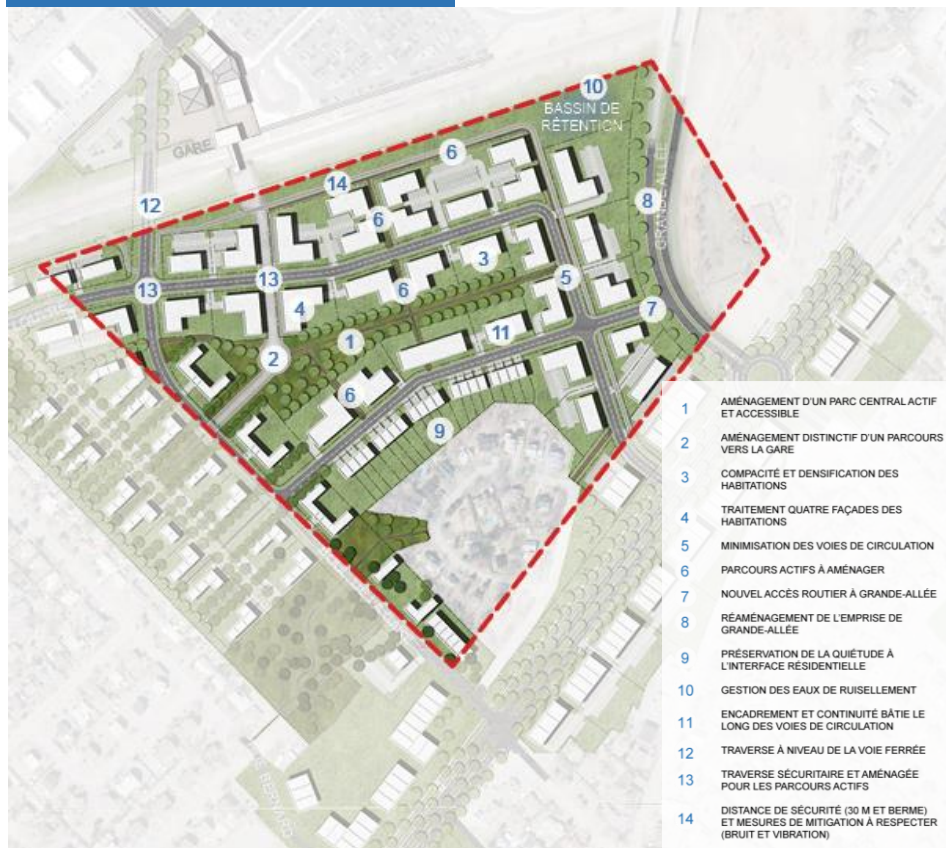 10
BASSIN DE
RÉTENTION
GARE
6
14
12
8
GRANDE-ALLÉE
6
3
13
13
5
6
4
7
11
1
2
6
9
1 AMÉNAGEMENT D'UN PARC CENTRAL ACTIF
ET ACCESSIBLE
2 AMÉNAGEMENT DISTINCTIF D'UN PARCOURS
VERS LA GARE
3 COMPACITÉ ET DENSIFICATION DES
HABITATIONS
4 TRAITEMENT QUATRE FAÇADES DES
HABITATIONS
5 MINIMISATION DES VOIES DE CIRCULATION
6 PARCOURS ACTIFS À AMÉNAGER
7 NOUVEL ACCÈS ROUTIER À GRANDE-ALLÉE
8 RÉAMÉNAGEMENT DE L'EMPRISE DE
GRANDE-ALLÉE
9 PRÉSERVATION DE LA QUIÉTUDE À
L'INTERFACE RÉSIDENTIELLE
10 GESTION DES EAUX DE RUISELLEMENT
11 ENCADREMENT ET CONTINUITÉ BÂTIE LE
LONG DES VOIES DE CIRCULATION
12 TRAVERSE À NIVEAU DE LA VOIE FERRÉE
13 TRAVERSE SÉCURITAIRE ET AMÉNAGÉE
POUR LES PARCOURS ACTIFS
14 DISTANCE DE SÉCURITÉ (30 M ET BERME)
ET MESURES DE MITIGATION À RESPECTER
(BRUIT ET VIBRATION)